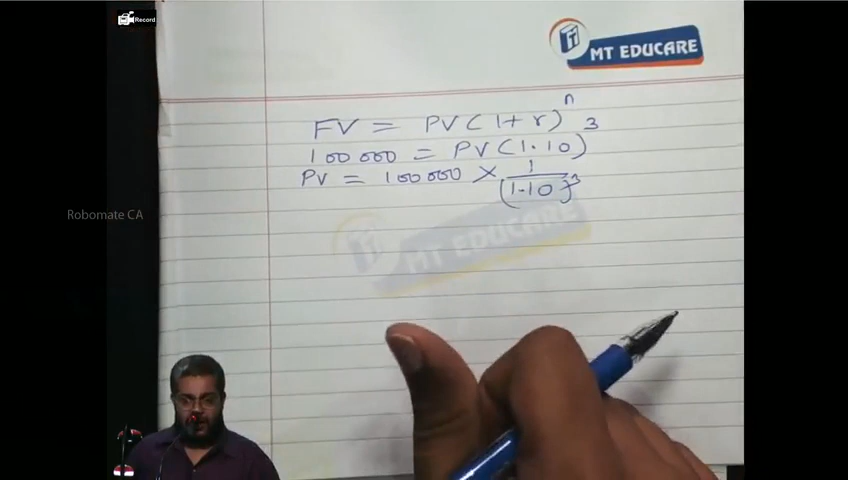 Record
MT EDUCARE
FV = PV(1+r)^n
100000 = PV(1.10)^3
PV = 100000 × 1/(1.10)^3
Robomate CA
MT EDUCARE